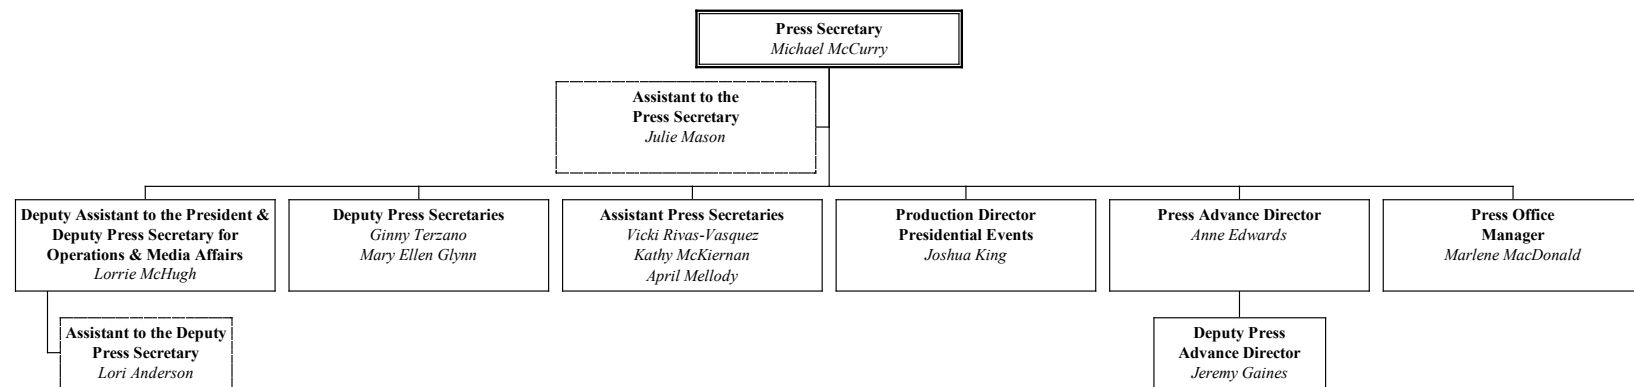 Press Secretary
Michael McCurry
Assistant to the
Press Secretary
Julie Mason
Deputy Assistant to the President &
Deputy Press Secretary for
Operations & Media Affairs
Lorrie McHugh
Deputy Press Secretaries
Ginny Terzano
Mary Ellen Glynn
Assistant Press Secretaries
Vicki Rivas-Vasquez
Kathy McKiernan
April Mellody
Production Director
Presidential Events
Joshua King
Press Advance Director
Anne Edwards
Press Office
Manager
Marlene MacDonald
Assistant to the Deputy
Press Secretary
Lori Anderson
Deputy Press
Advance Director
Jeremy Gaines